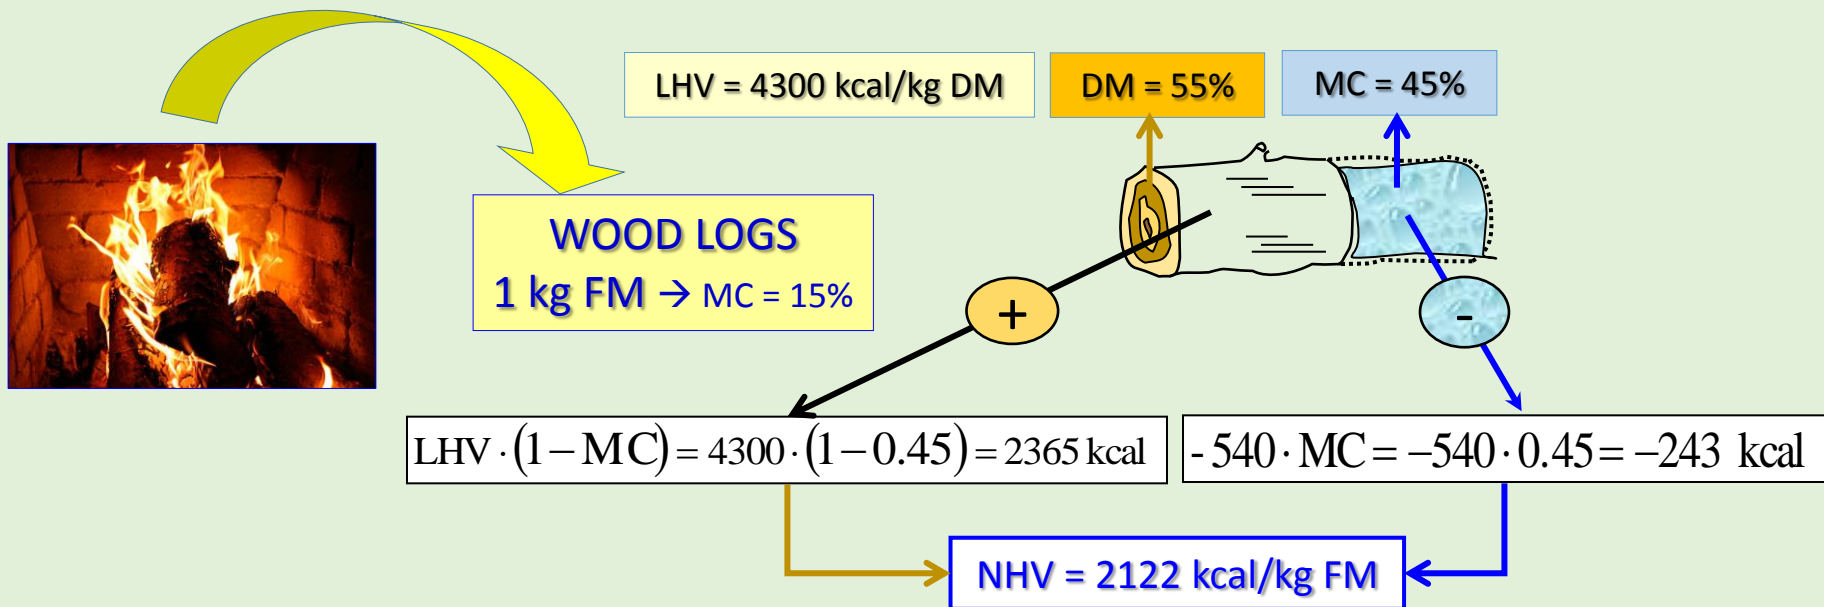 LHV = 4300 kcal/kg DM
DM = 55%
MC = 45%
WOOD LOGS
1 kg FM → MC = 15%
+
-
LHV · (1 − MC) = 4300 · (1 − 0.45) = 2365 kcal
- 540 · MC = −540 · 0.45 = −243 kcal
NHV = 2122 kcal/kg FM